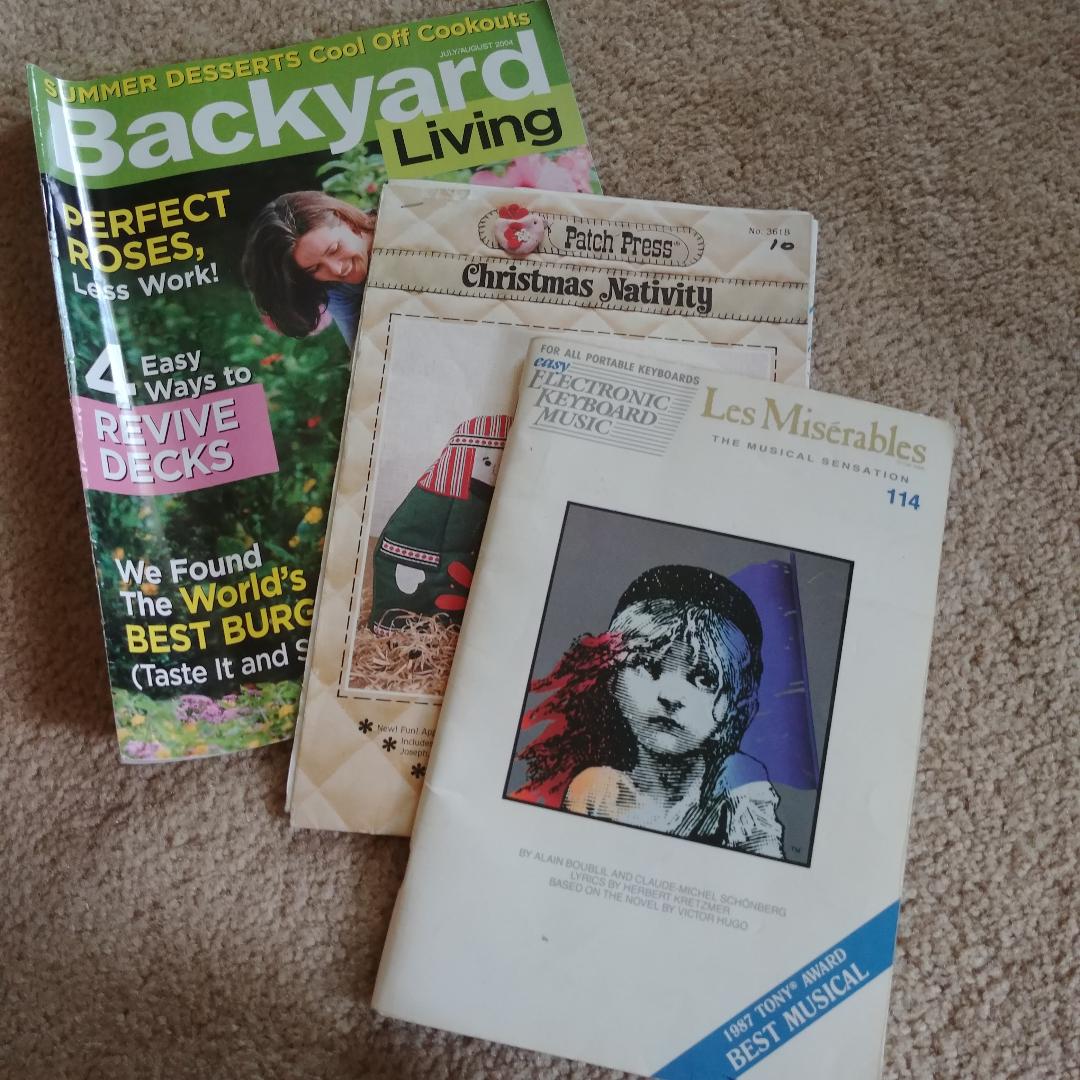 SUMMER DESSERTS Cool Off Cookouts
JULY/AUGUST 2004
Backyard
Living
PERFECT
ROSES,
Less Work!
4 Easy
Ways to
REVIVE
DECKS
We Found
The World's
BEST BURG
(Taste It and S
Patch Press®
No. 361B
10
Christmas Nativity
* New! Fun! Ap
* Includes
Joseph,
*
FOR ALL PORTABLE KEYBOARDS
easy
ELECTRONIC
KEYBOARD
MUSIC
Les Misérables
THE MUSICAL SENSATION
114
TM
BY ALAIN BOUBLIL AND CLAUDE-MICHEL SCHÖNBERG
LYRICS BY HERBERT KRETZMER
BASED ON THE NOVEL BY VICTOR HUGO
1987 TONY® AWARD
BEST MUSICAL